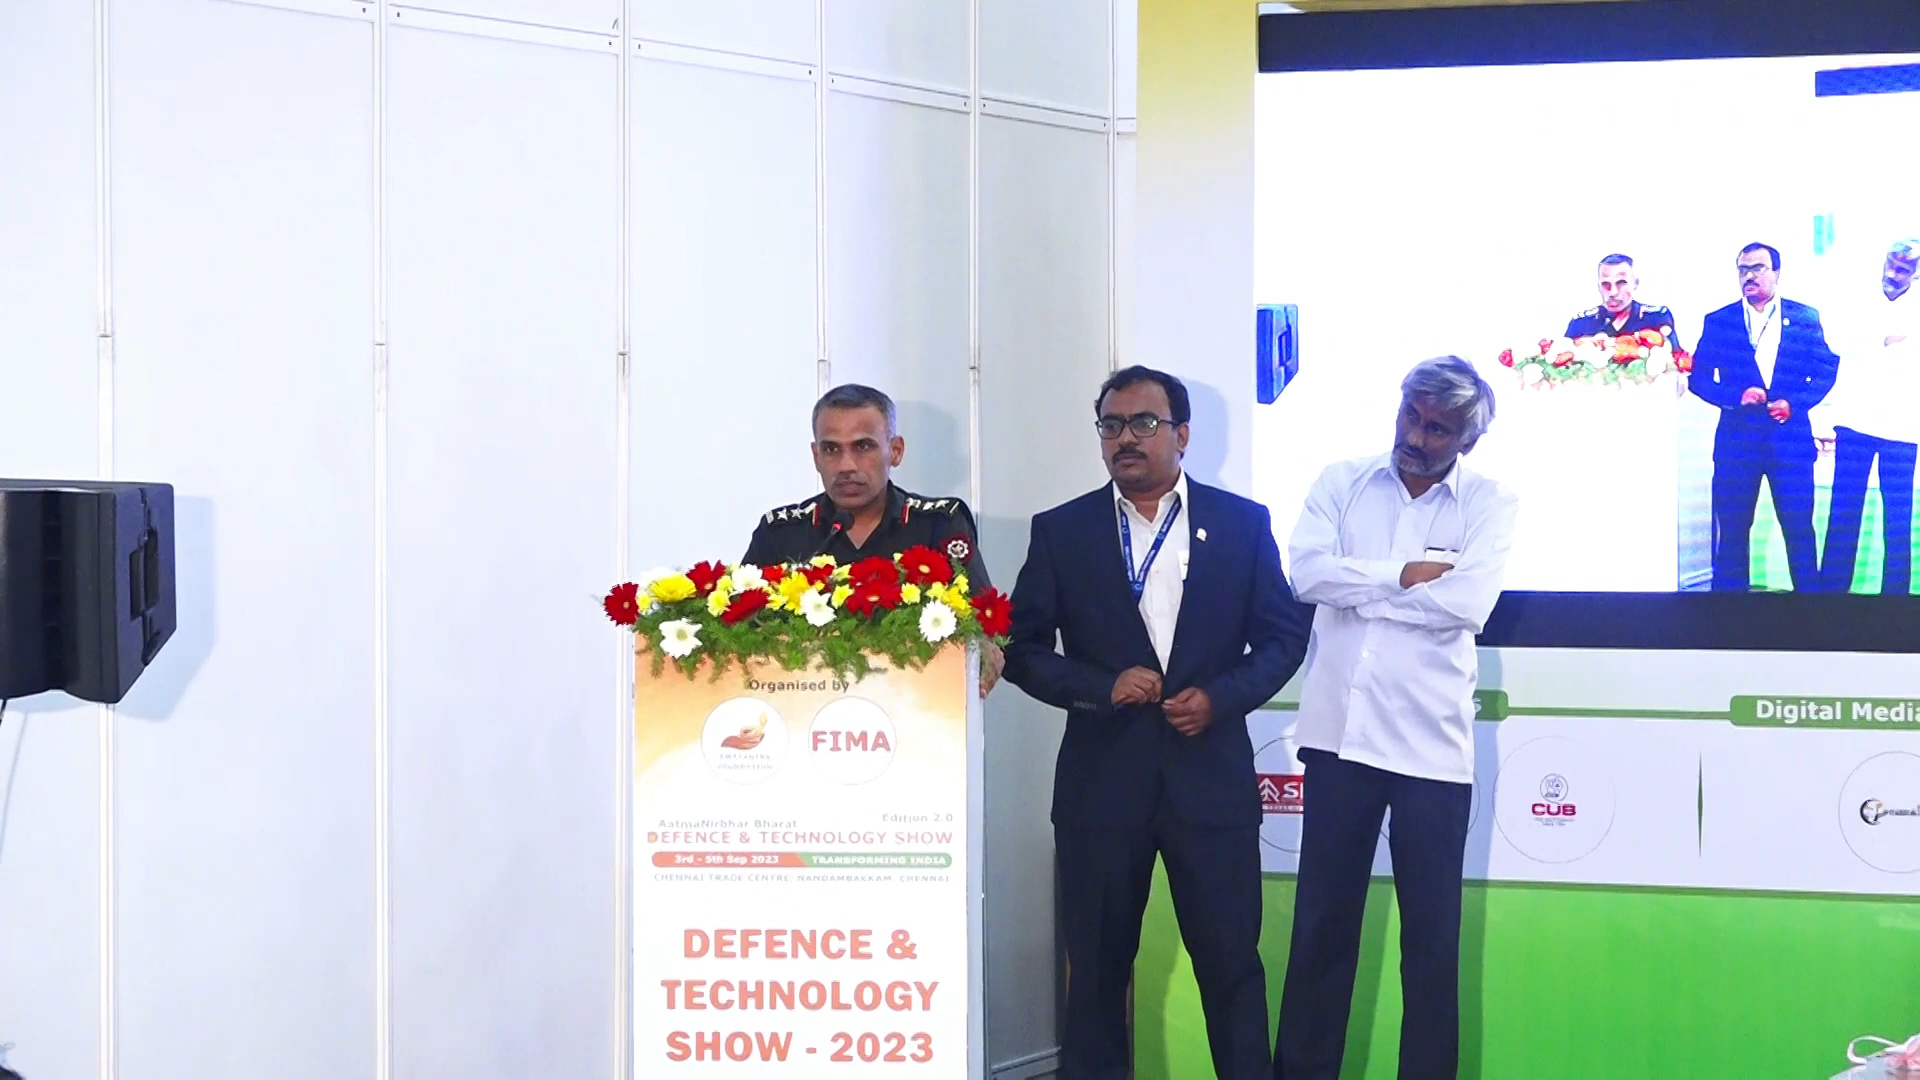 Organised by
FIMA
AatmaNirbhar Bharat
Edition 2.0
DEFENCE & TECHNOLOGY SHOW
3rd - 5th Sep 2023
TRANSFORMING INDIA
CHENNAI TRADE CENTRE, NANDAMBAKKAM, CHENNAI
DEFENCE &
TECHNOLOGY
SHOW - 2023
Digital Media
CUB